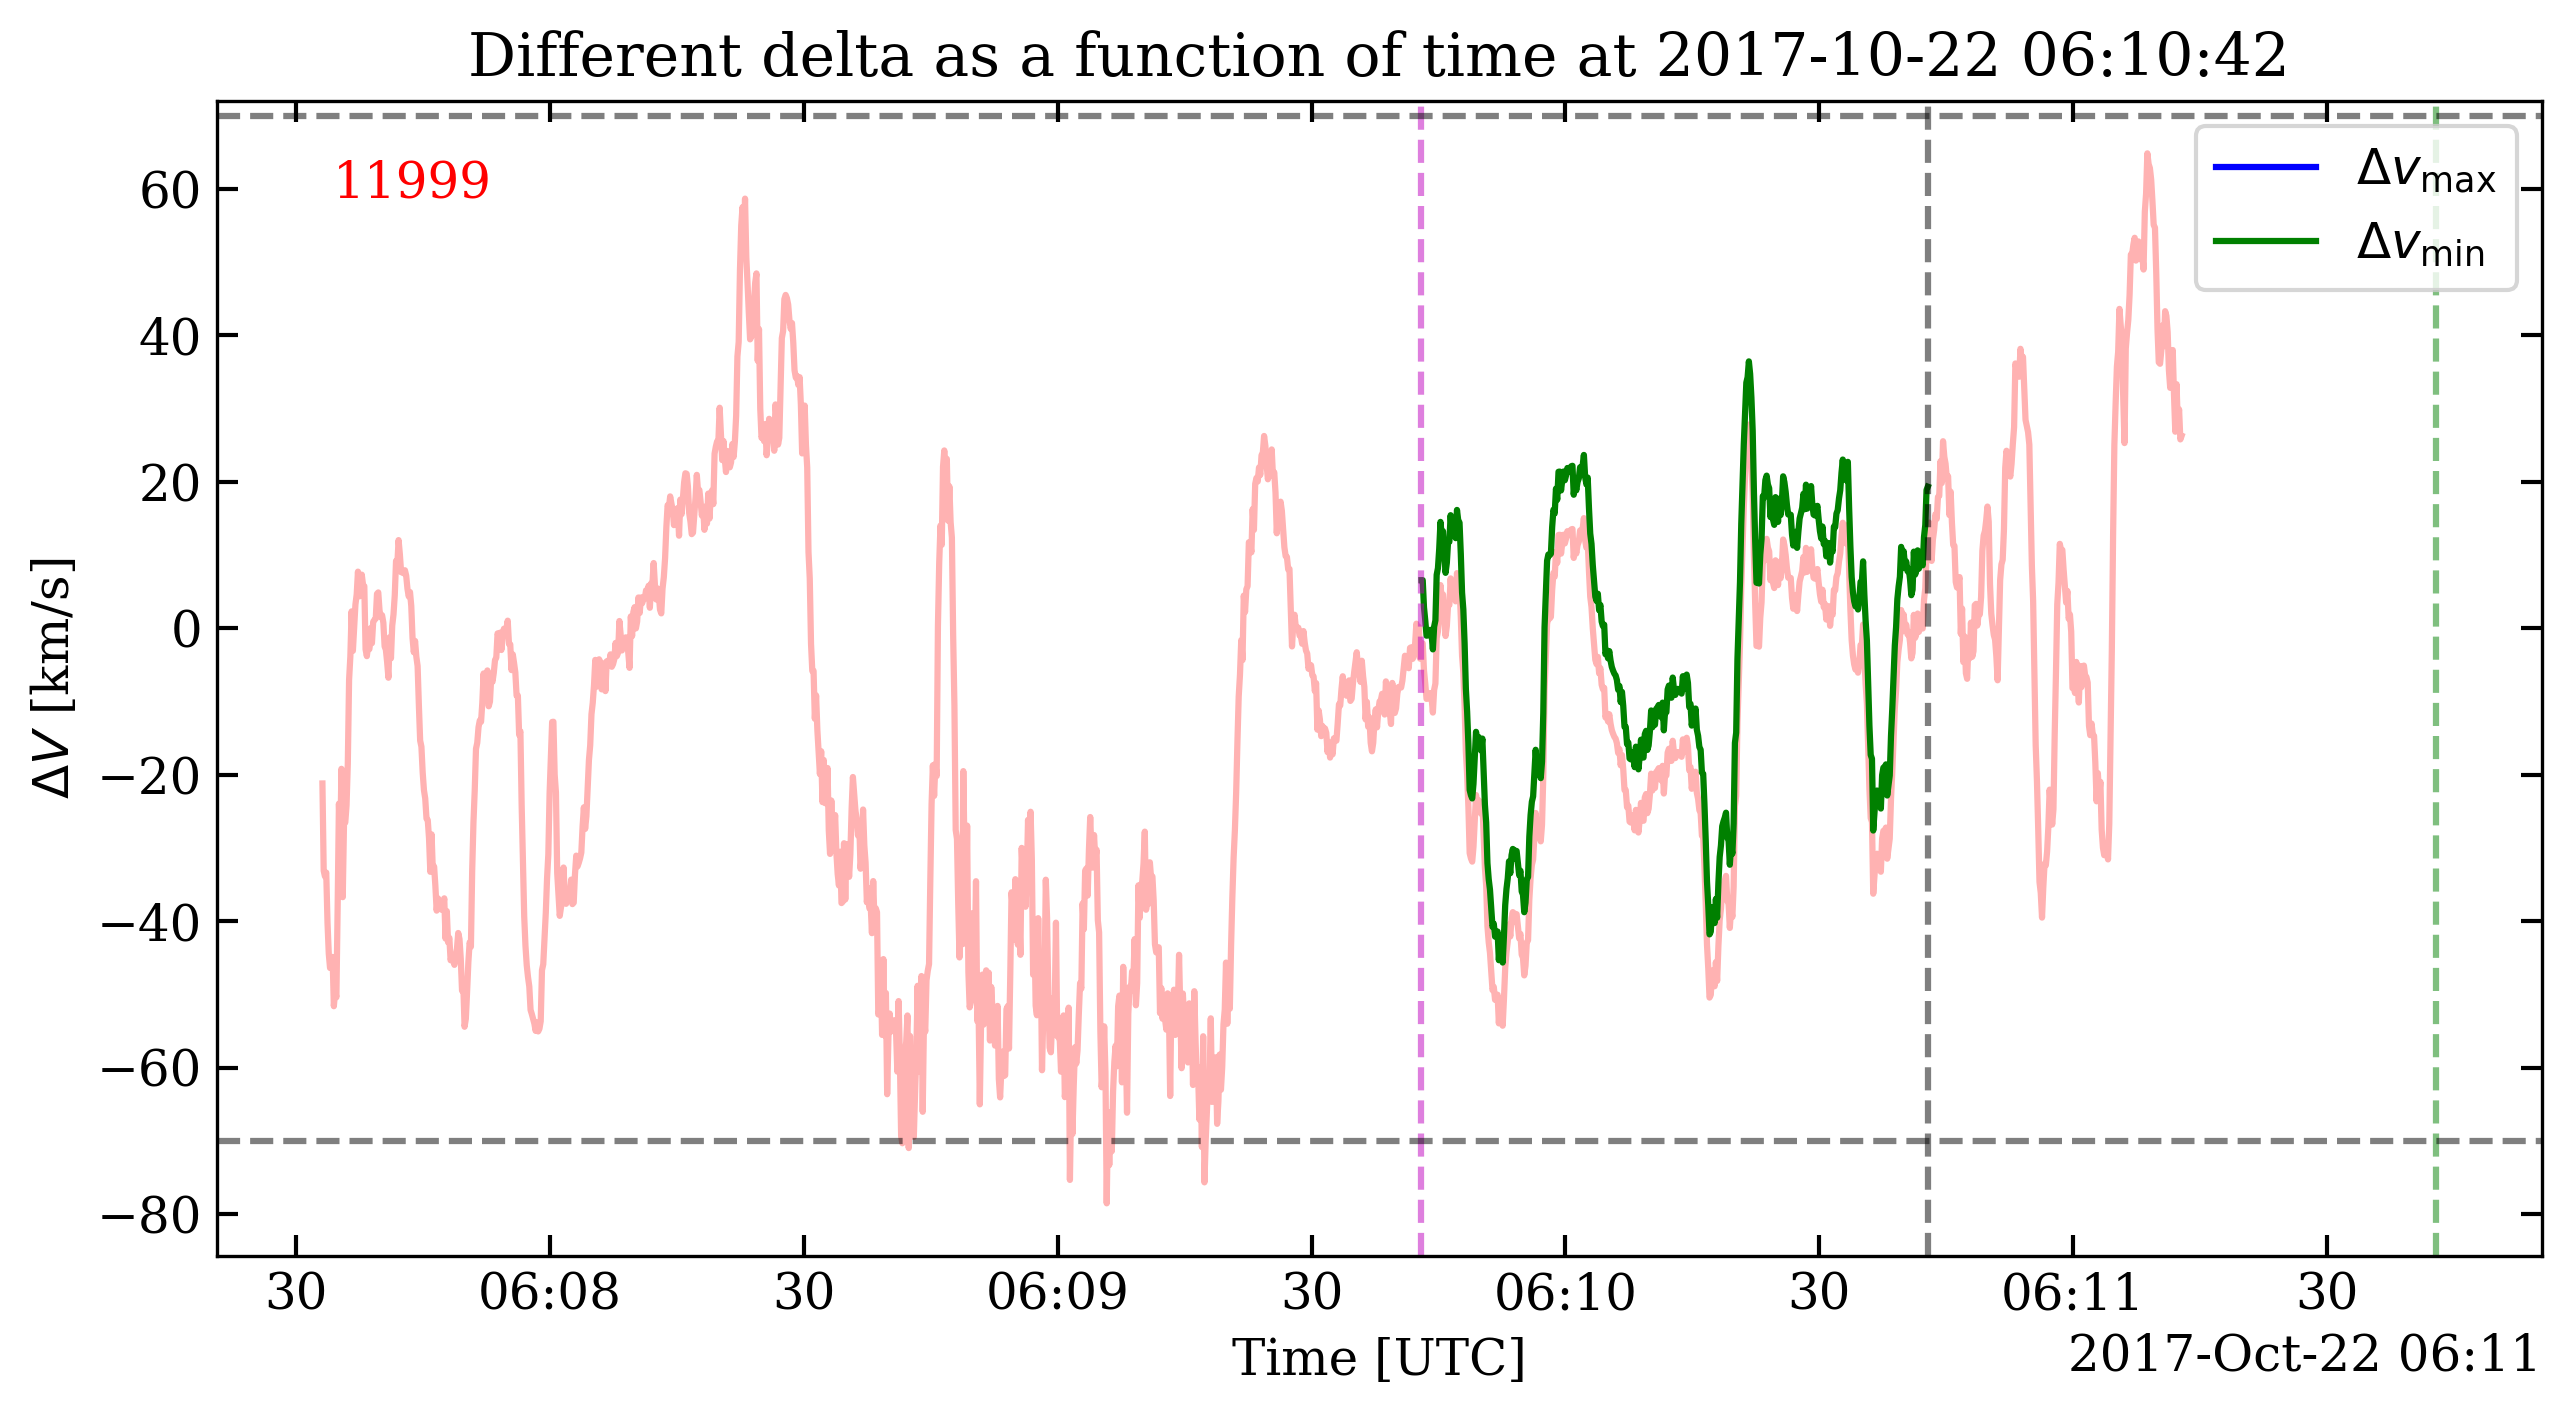 Different delta as a function of time at 2017-10-22 06:10:42
11999
Δv_max
Δv_min
ΔV [km/s]
60
40
20
0
−20
−40
−60
−80
30 06:08 30 06:09 30 06:10 30 06:11 30
Time [UTC]
2017-Oct-22 06:11